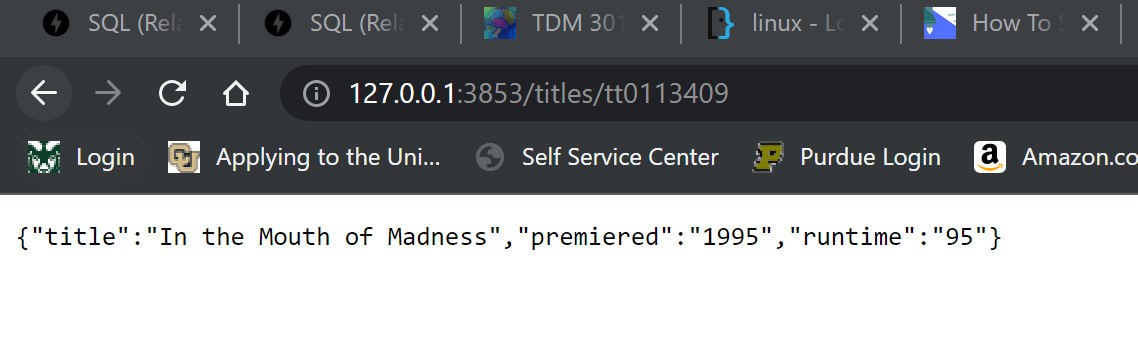 SQL (Rela SQL (Rela TDM 301 linux - Lo How To S
127.0.0.1:3853/titles/tt0113409
Login Applying to the Uni... Self Service Center Purdue Login Amazon.co
{"title":"In the Mouth of Madness","premiered":"1995","runtime":"95"}